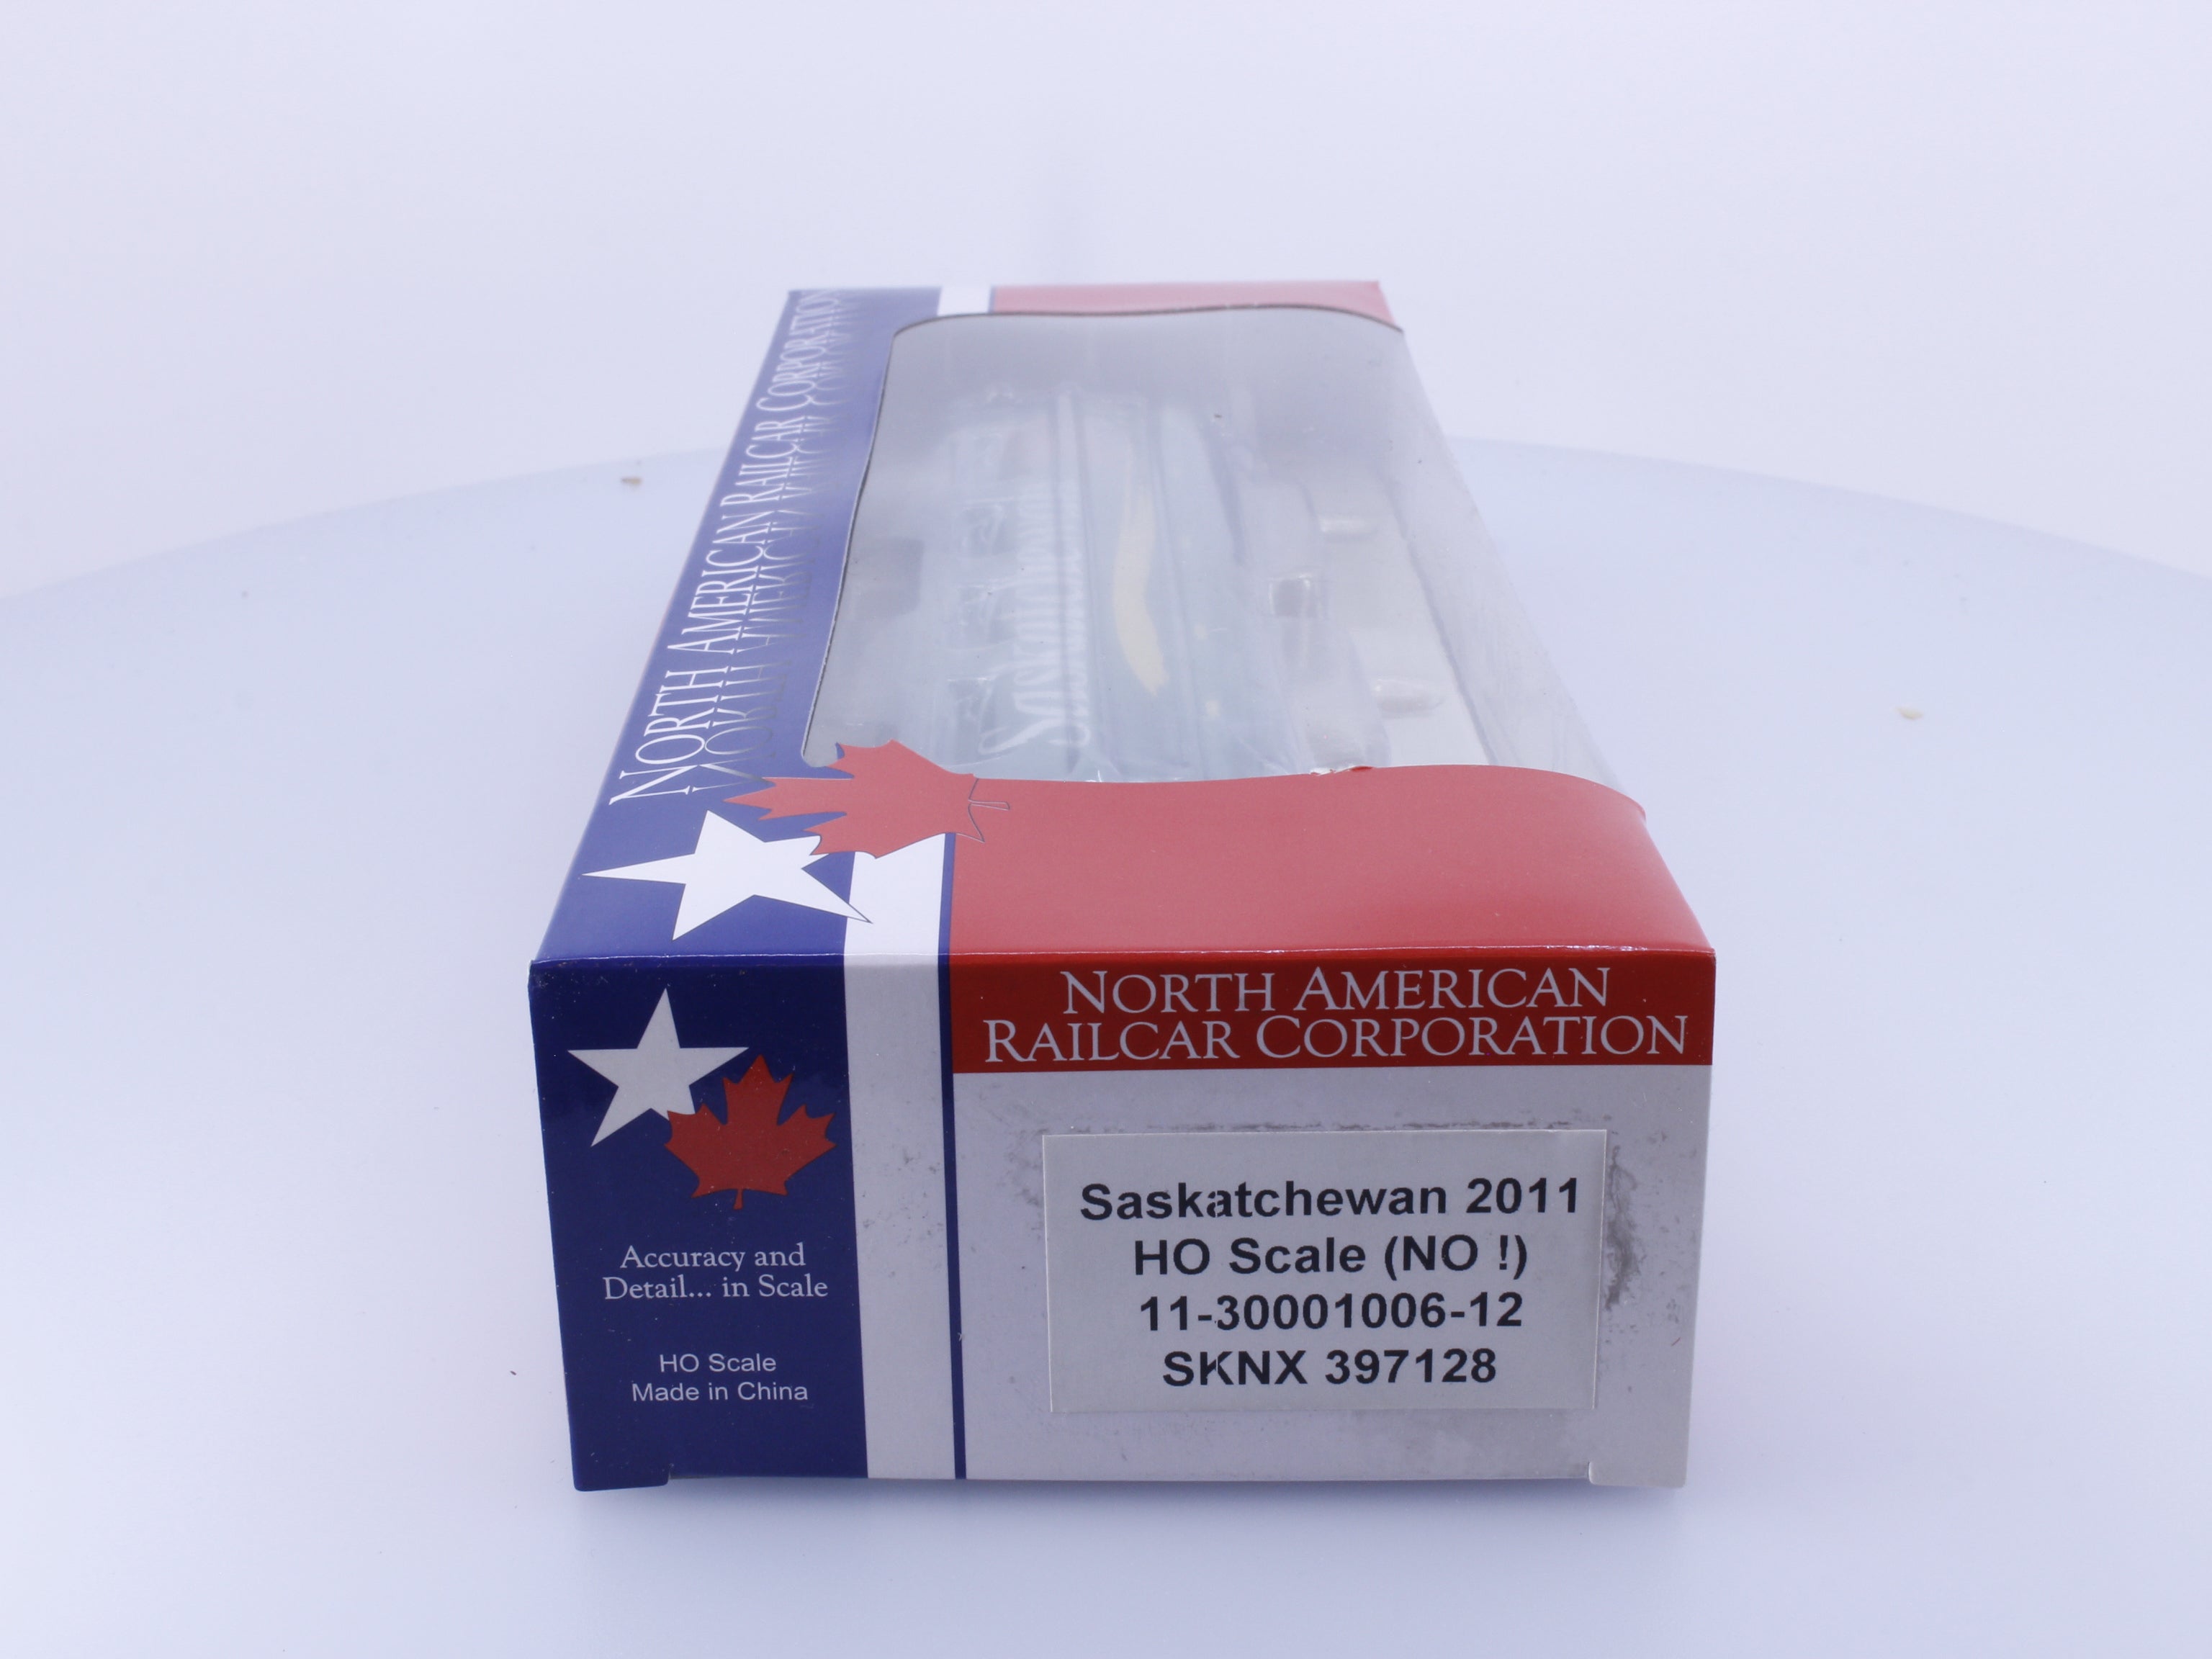 NORTH AMERICAN RAILCAR CORPORATION
Saskatchewan!
NORTH AMERICAN
RAILCAR CORPORATION
Accuracy and
Detail... in Scale
HO Scale
Made in China
Saskatchewan 2011
HO Scale (NO !)
11-30001006-12
SKNX 397128